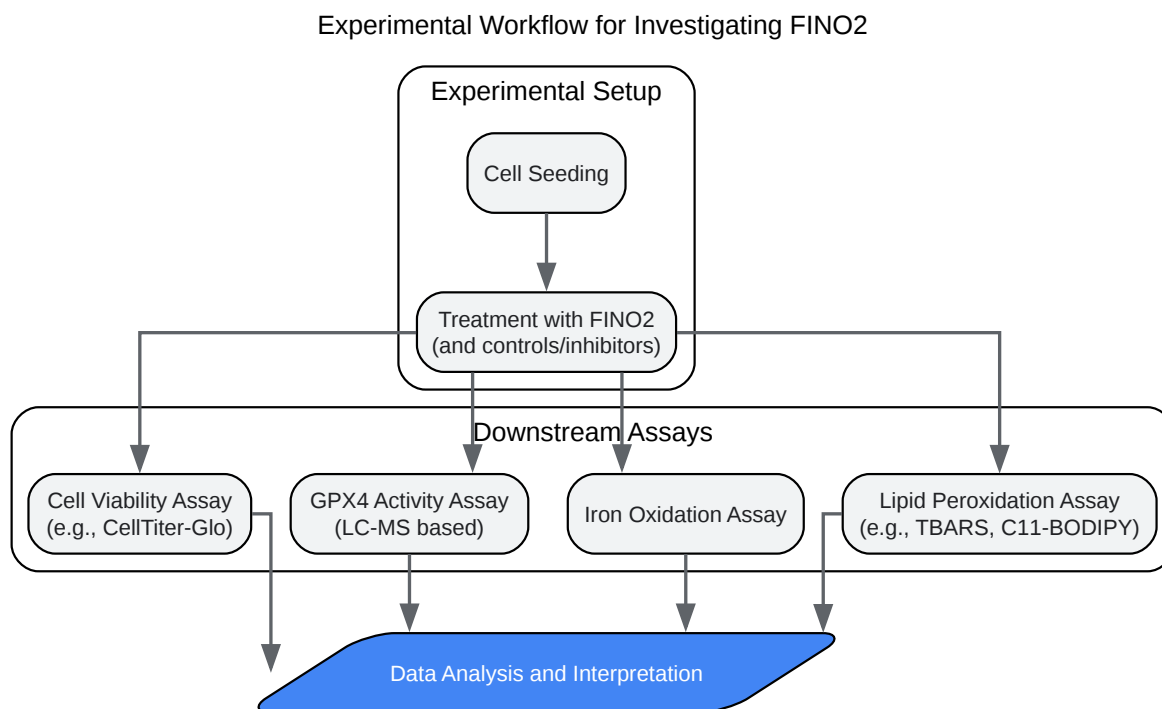 Experimental Workflow for Investigating FINO2
Experimental Setup
Cell Seeding
Treatment with FINO2
(and controls/inhibitors)
Downstream Assays
Cell Viability Assay
(e.g., CellTiter-Glo)
GPX4 Activity Assay
(LC-MS based)
Iron Oxidation Assay
Lipid Peroxidation Assay
(e.g., TBARS, C11-BODIPY)
Data Analysis and Interpretation